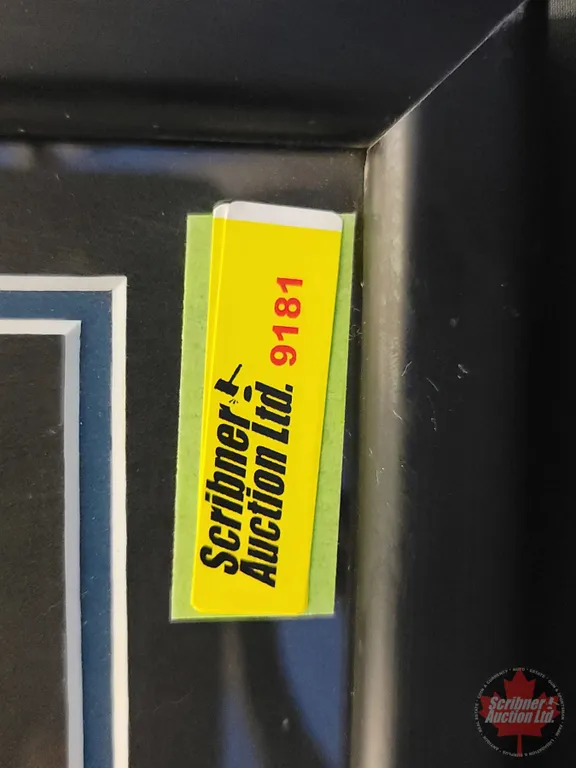 Scribner
Auction Ltd. 9181
Scribner
Auction Ltd.